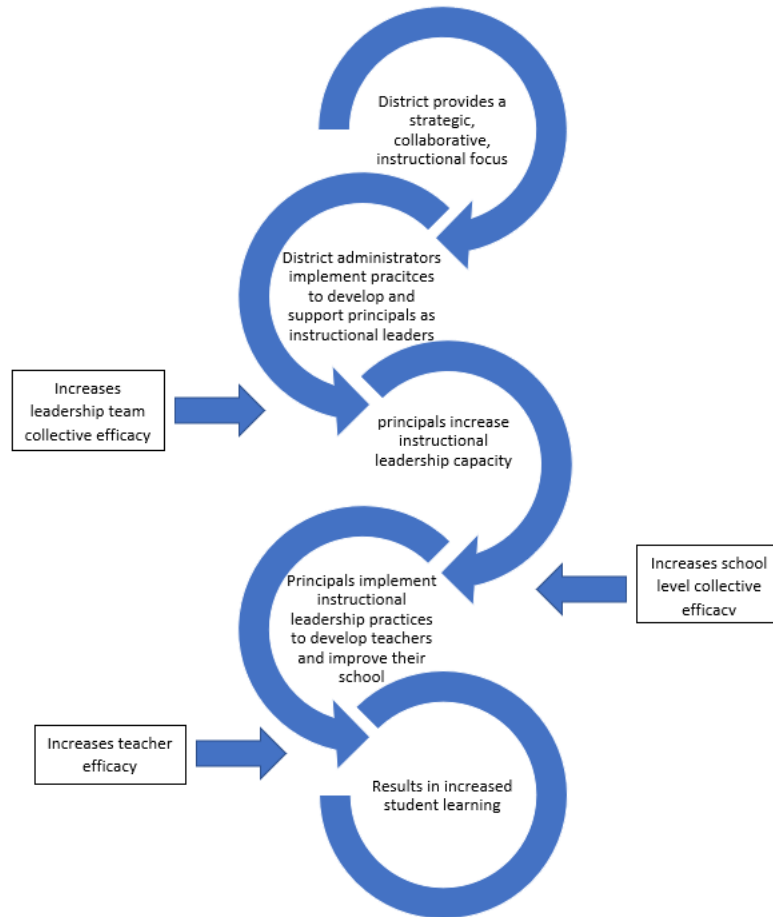 District provides a
strategic,
collaborative,
instructional focus
District administrators
implement pracitces
to develop and
support principals as
instructional leaders
Increases
leadership team
collective efficacy
principals increase
instructional
leadership capacity
Principals implement
instructional
leadership practices
to develop teachers
and improve their
school
Increases school
level collective
efficacy
Increases teacher
efficacy
Results in increased
student learning